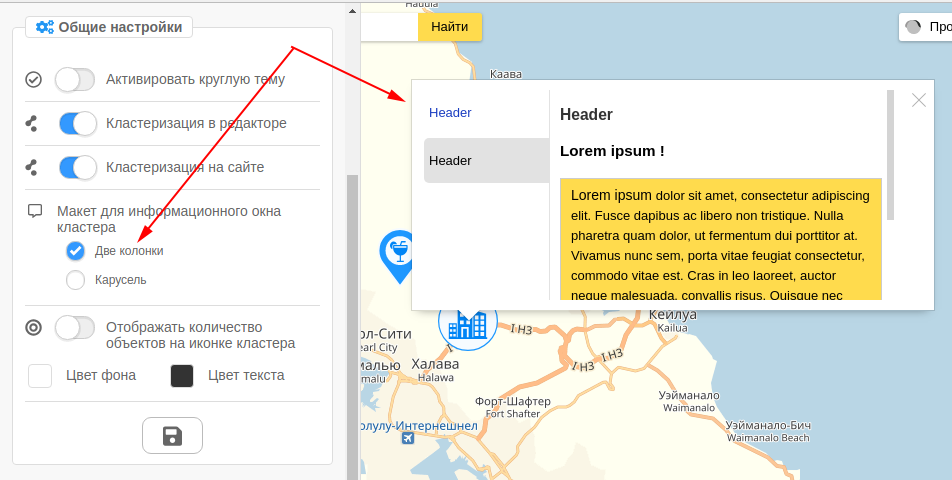 Общие настройки
Активировать круглую тему
Кластеризация в редакторе
Кластеризация на сайте
Макет для информационного окна
кластера
Две колонки
Карусель
Отображать количество
объектов на иконке кластера
Цвет фона
Цвет текста
Найти
Каава
Header
Header
Header
Lorem ipsum !
Lorem ipsum dolor sit amet, consectetur adipiscing
elit. Fusce dapibus ac libero non tristique. Nulla
pharetra quam dolor, ut fermentum dui porttitor at.
Vivamus nunc sem, porta vitae feugiat consectetur,
commodo vitae est. Cras in leo laoreet, auctor
neque malesuada, convallis risus. Quisque nec
Кейлуа
Kailua
I H3
I H3
I H3
ол-Сити
earl City
малью
malu
Халава
Halawa
Форт-Шафтер
Fort Shafter
Уэйманало
Waimanalo
олулу-Интернешнел
Уэйманало-Бич
Waimanalo Beach